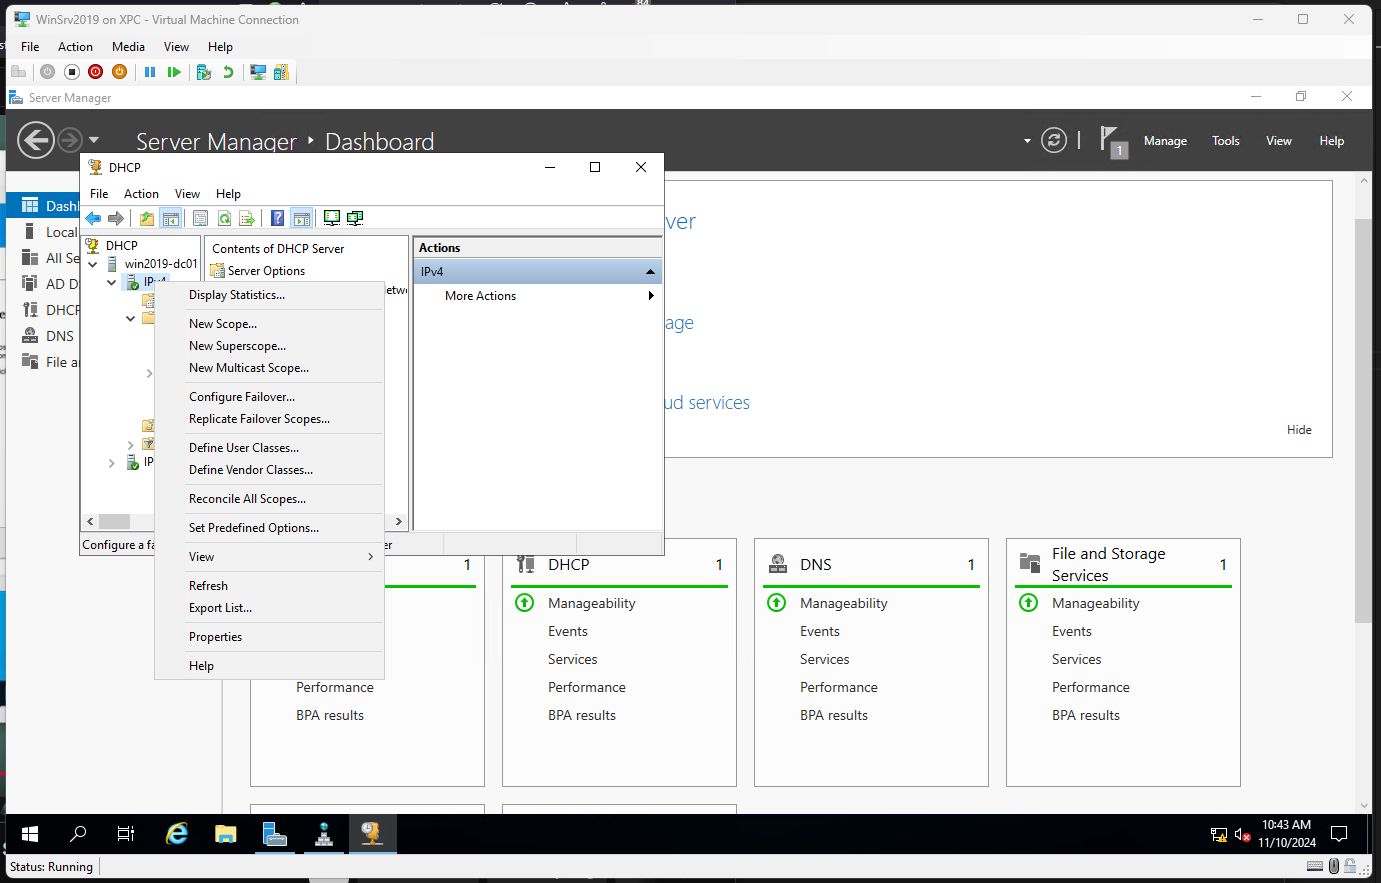 WinSrv2019 on XPC - Virtual Machine Connection
File Action Media View Help
Server Manager
Server Manager ‣ Dashboard
1
Manage Tools View Help
DHCP
File Action View Help
DHCP
win2019-dc01
IPv4
IP
Contents of DHCP Server
Server Options
etwo
Actions
IPv4
More Actions
Configure a fa
er
Display Statistics...
New Scope...
New Superscope...
New Multicast Scope...
Configure Failover...
Replicate Failover Scopes...
Define User Classes...
Define Vendor Classes...
Reconcile All Scopes...
Set Predefined Options...
View
Refresh
Export List...
Properties
Help
Dashb
Local
All Se
AD D
DHCP
DNS
File a
ver
age
ud services
Hide
1
Performance
BPA results
DHCP 1
Manageability
Events
Services
Performance
BPA results
DNS 1
Manageability
Events
Services
Performance
BPA results
File and Storage
Services 1
Manageability
Events
Services
Performance
BPA results
10:43 AM
11/10/2024
Status: Running